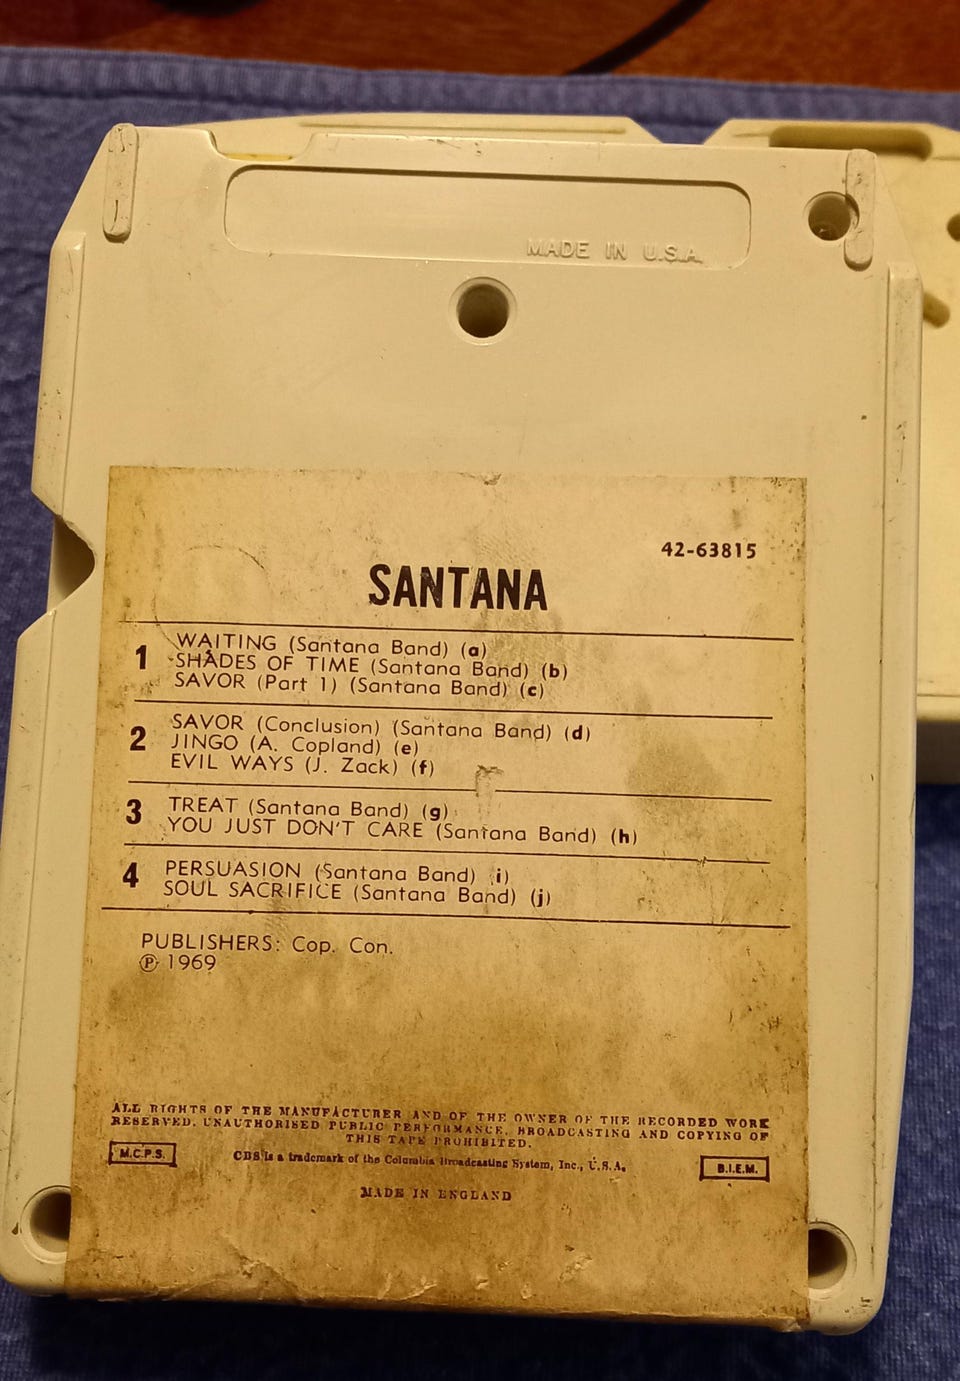 MADE IN U.S.A.
42-63815
SANTANA
1 WAITING (Santana Band) (a)
SHADES OF TIME (Santana Band) (b)
SAVOR (Part 1) (Santana Band) (c)
2 SAVOR (Conclusion) (Santana Band) (d)
JINGO (A. Copland) (e)
EVIL WAYS (J. Zack) (f)
3 TREAT (Santana Band) (g)
YOU JUST DON'T CARE (Santana Band) (h)
4 PERSUASION (Santana Band) (i)
SOUL SACRIFICE (Santana Band) (j)
PUBLISHERS: Cop. Con.
℗ 1969
ALL RIGHTS OF THE MANUFACTURER AND OF THE OWNER OF THE RECORDED WORK
RESERVED. UNAUTHORISED PUBLIC PERFORMANCE, BROADCASTING AND COPYING OF
THIS TAPE PROHIBITED.
M.C.P.S.
CBS is a trademark of the Columbia Broadcasting System, Inc., U.S.A.
B.I.E.M.
MADE IN ENGLAND